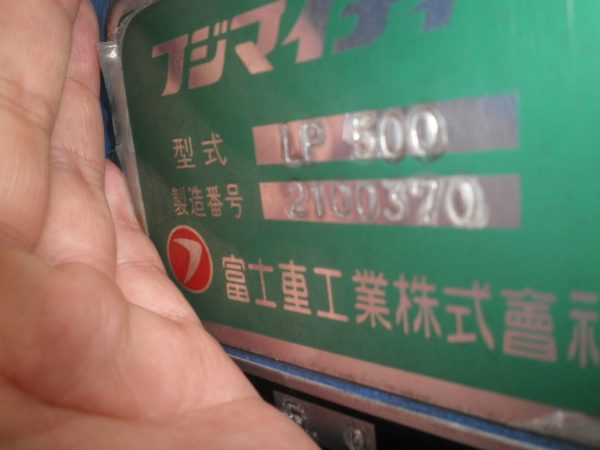 フジマイティ
型式 LP 500
製造番号 2100370
富士重工業株式會社